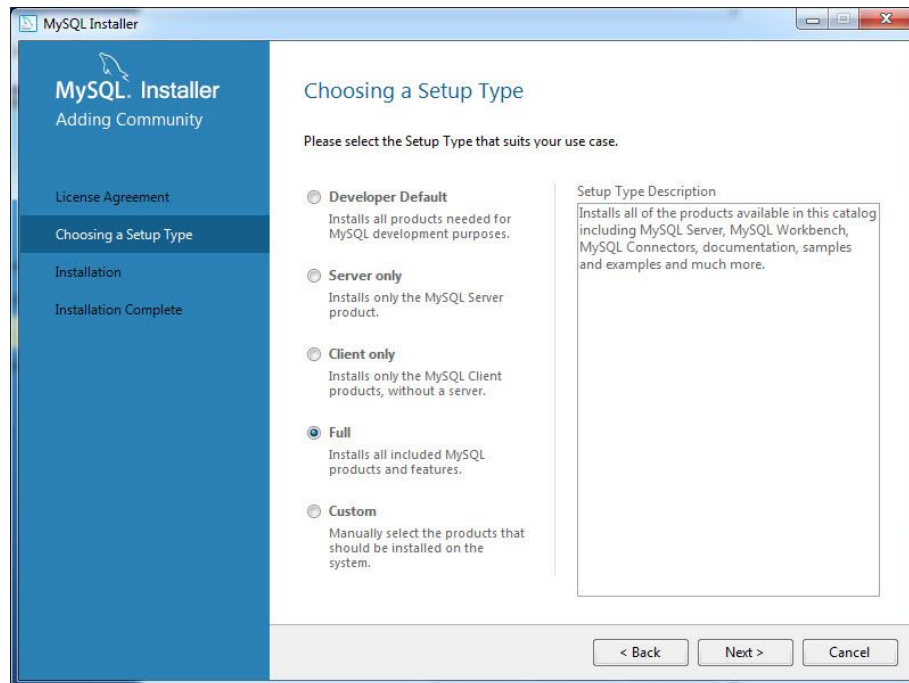 MySQL Installer
MySQL. Installer
Adding Community
License Agreement
Choosing a Setup Type
Installation
Installation Complete
Choosing a Setup Type
Please select the Setup Type that suits your use case.
Developer Default
Installs all products needed for
MySQL development purposes.
Server only
Installs only the MySQL Server
product.
Client only
Installs only the MySQL Client
products, without a server.
Full
Installs all included MySQL
products and features.
Custom
Manually select the products that
should be installed on the
system.
Setup Type Description
Installs all of the products available in this catalog
including MySQL Server, MySQL Workbench,
MySQL Connectors, documentation, samples
and examples and much more.
< Back
Next >
Cancel